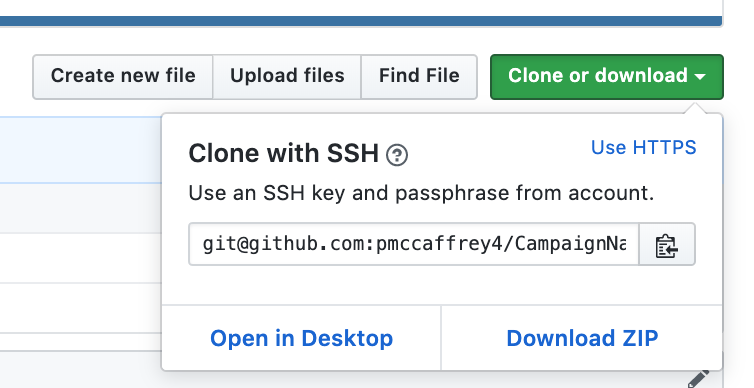 Create new file Upload files Find File Clone or download
Clone with SSH ?
Use HTTPS
Use an SSH key and passphrase from account.
git@github.com:pmccaffrey4/CampaignNa
Open in Desktop Download ZIP